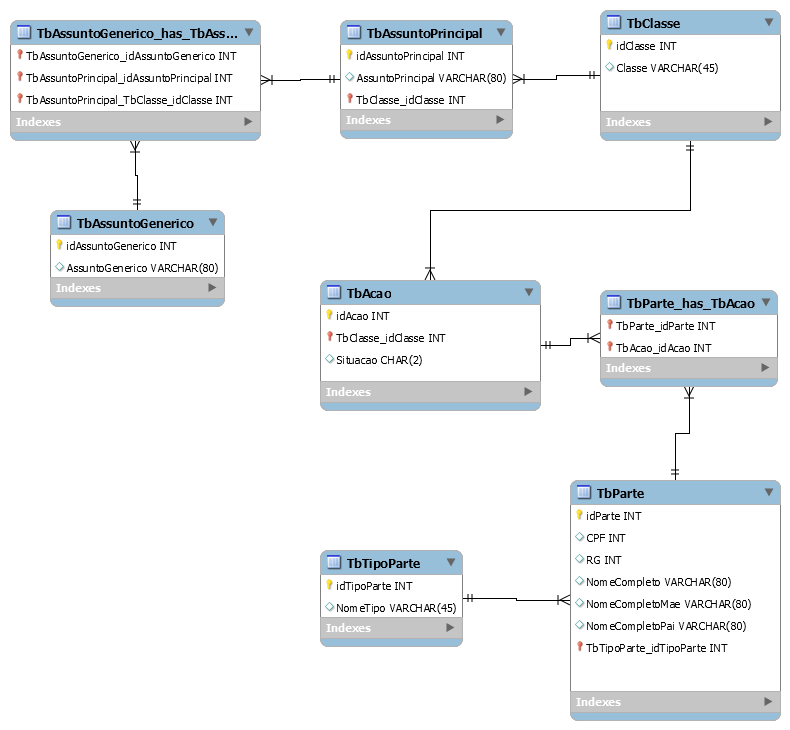 TbAssuntoGenerico_has_TbAss...
TbAssuntoGenerico_idAssuntoGenerico INT
TbAssuntoPrincipal_idAssuntoPrincipal INT
TbAssuntoPrincipal_TbClasse_idClasse INT
Indexes
TbAssuntoPrincipal
idAssuntoPrincipal INT
AssuntoPrincipal VARCHAR(80)
TbClasse_idClasse INT
Indexes
TbClasse
idClasse INT
Classe VARCHAR(45)
Indexes
TbAssuntoGenerico
idAssuntoGenerico INT
AssuntoGenerico VARCHAR(80)
Indexes
TbAcao
idAcao INT
TbClasse_idClasse INT
Situacao CHAR(2)
Indexes
TbParte_has_TbAcao
TbParte_idParte INT
TbAcao_idAcao INT
Indexes
TbTipoParte
idTipoParte INT
NomeTipo VARCHAR(45)
Indexes
TbParte
idParte INT
CPF INT
RG INT
NomeCompleto VARCHAR(80)
NomeCompletoMae VARCHAR(80)
NomeCompletoPai VARCHAR(80)
TbTipoParte_idTipoParte INT
Indexes